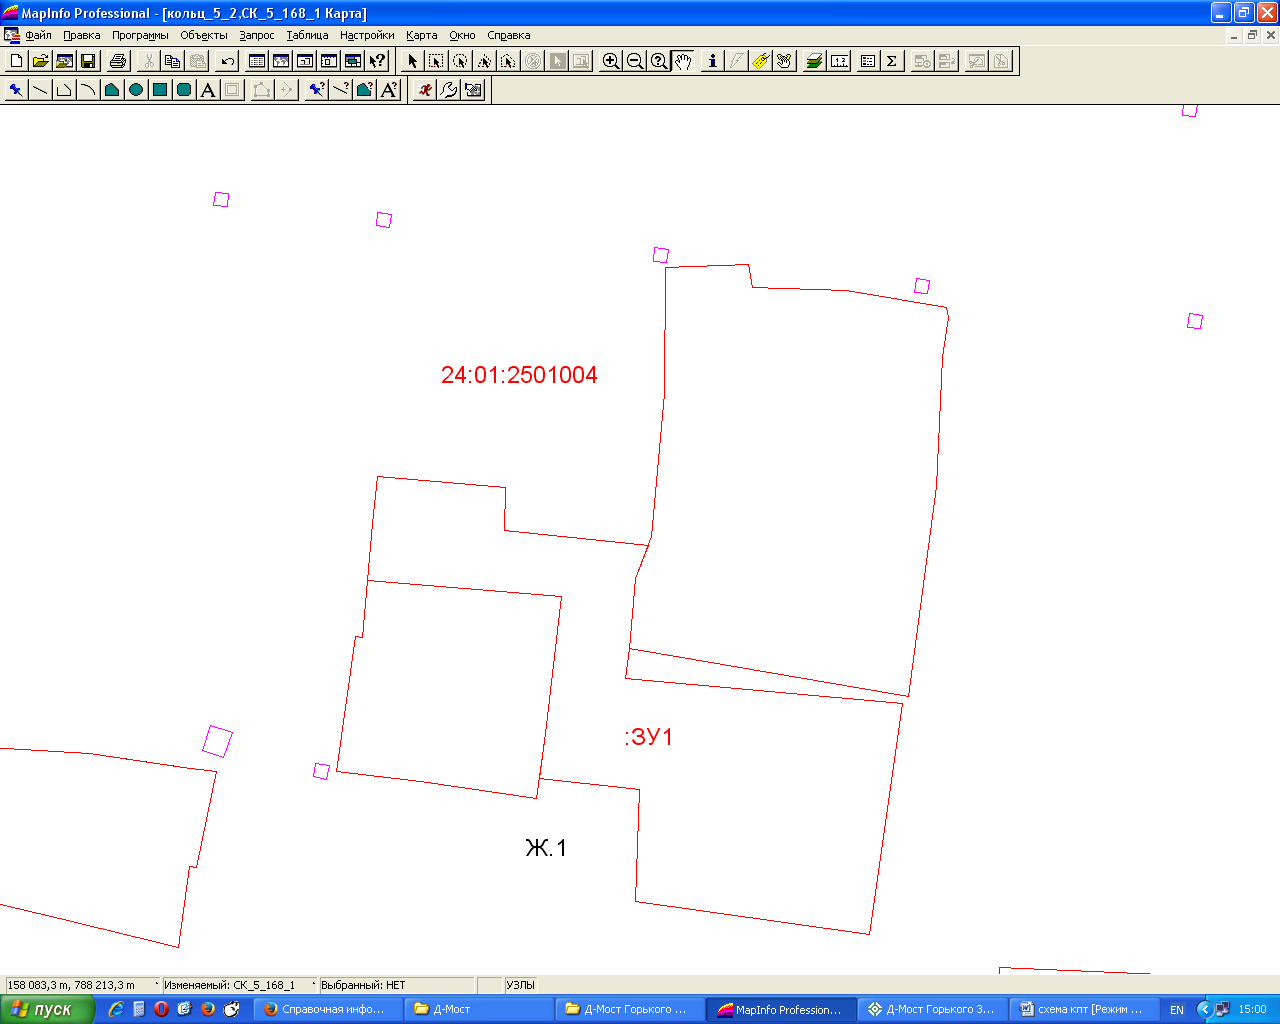 MapInfo Professional - [кольц_5_2,СК_5_168_1 Карта]
Файл Правка Программы Объекты Запрос Таблица Настройки Карта Окно Справка
24:01:2501004
:ЗУ1
Ж.1
158 083,3 m, 788 213,3 m Изменяемый: СК_5_168_1 Выбранный: НЕТ УЗЛЫ
пуск Справочная инфо... Д-Мост Д-Мост Горького ... MapInfo Profession... Д-Мост Горького 3... схема кпт [Режим ... EN 15:00